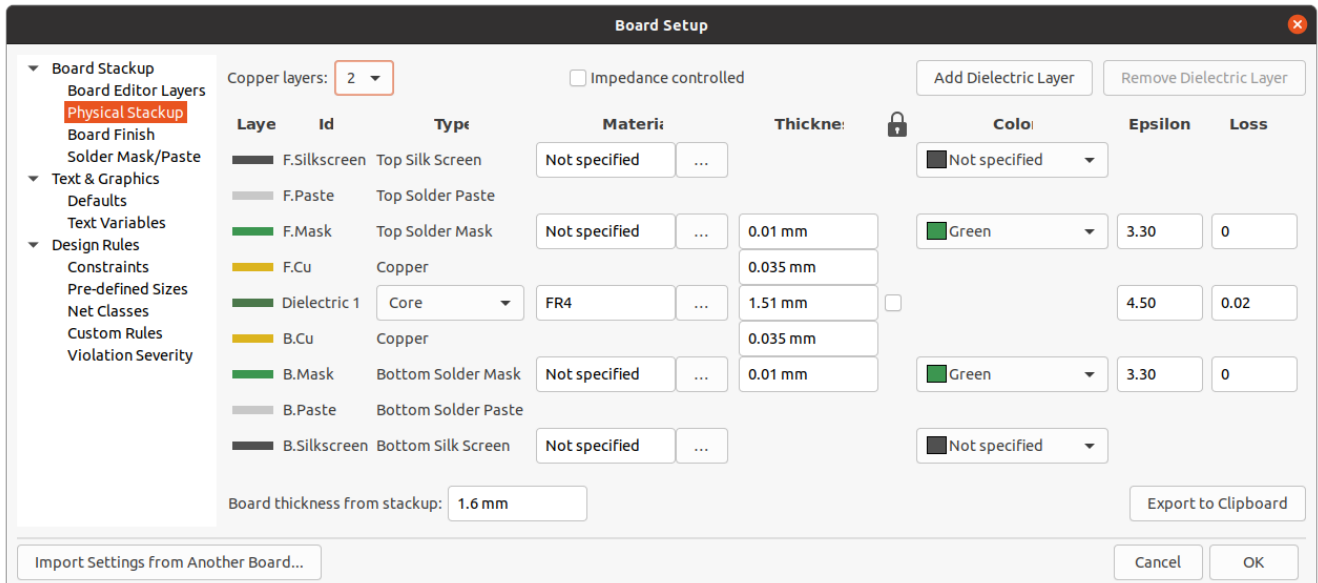 Board Setup
Board Stackup
Board Editor Layers
Physical Stackup
Board Finish
Solder Mask/Paste
Text & Graphics
Defaults
Text Variables
Design Rules
Constraints
Pre-defined Sizes
Net Classes
Custom Rules
Violation Severity
Copper layers: 2 Impedance controlled Add Dielectric Layer Remove Dielectric Layer
Laye Id Type Materia Thicknes Color Epsilon Loss
F.Silkscreen Top Silk Screen Not specified ... Not specified
F.Paste Top Solder Paste
F.Mask Top Solder Mask Not specified ... 0.01 mm Green 3.30 0
F.Cu Copper 0.035 mm
Dielectric 1 Core FR4 ... 1.51 mm 4.50 0.02
B.Cu Copper 0.035 mm
B.Mask Bottom Solder Mask Not specified ... 0.01 mm Green 3.30 0
B.Paste Bottom Solder Paste
B.Silkscreen Bottom Silk Screen Not specified ... Not specified
Board thickness from stackup: 1.6 mm Export to Clipboard
Import Settings from Another Board... Cancel OK